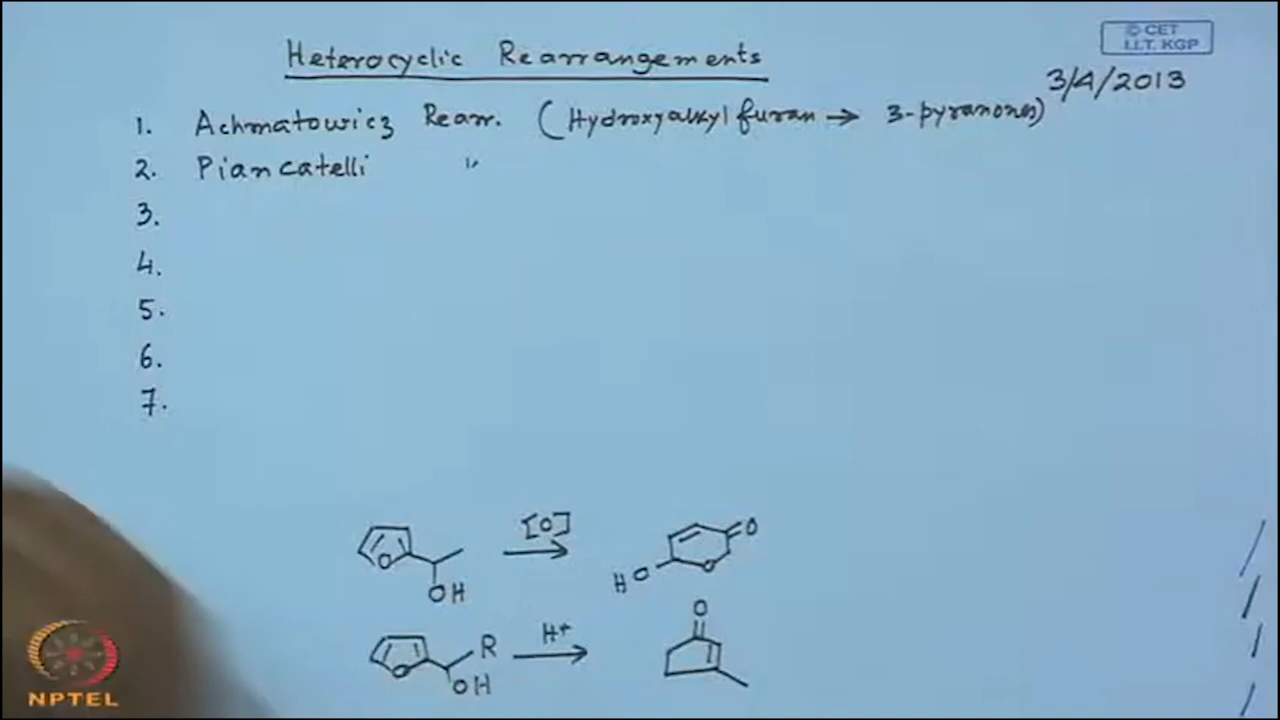 Heterocyclic Rearrangements
© CET
I.I.T. KGP
3/4/2013
1. Achmatowicz Rearr. (Hydroxyalkyl furan → 3-pyranones)
2. Piancatelli "
3.
4.
5.
6.
7.
O OH [O] HO O O
O OH R H+ O
NPTEL